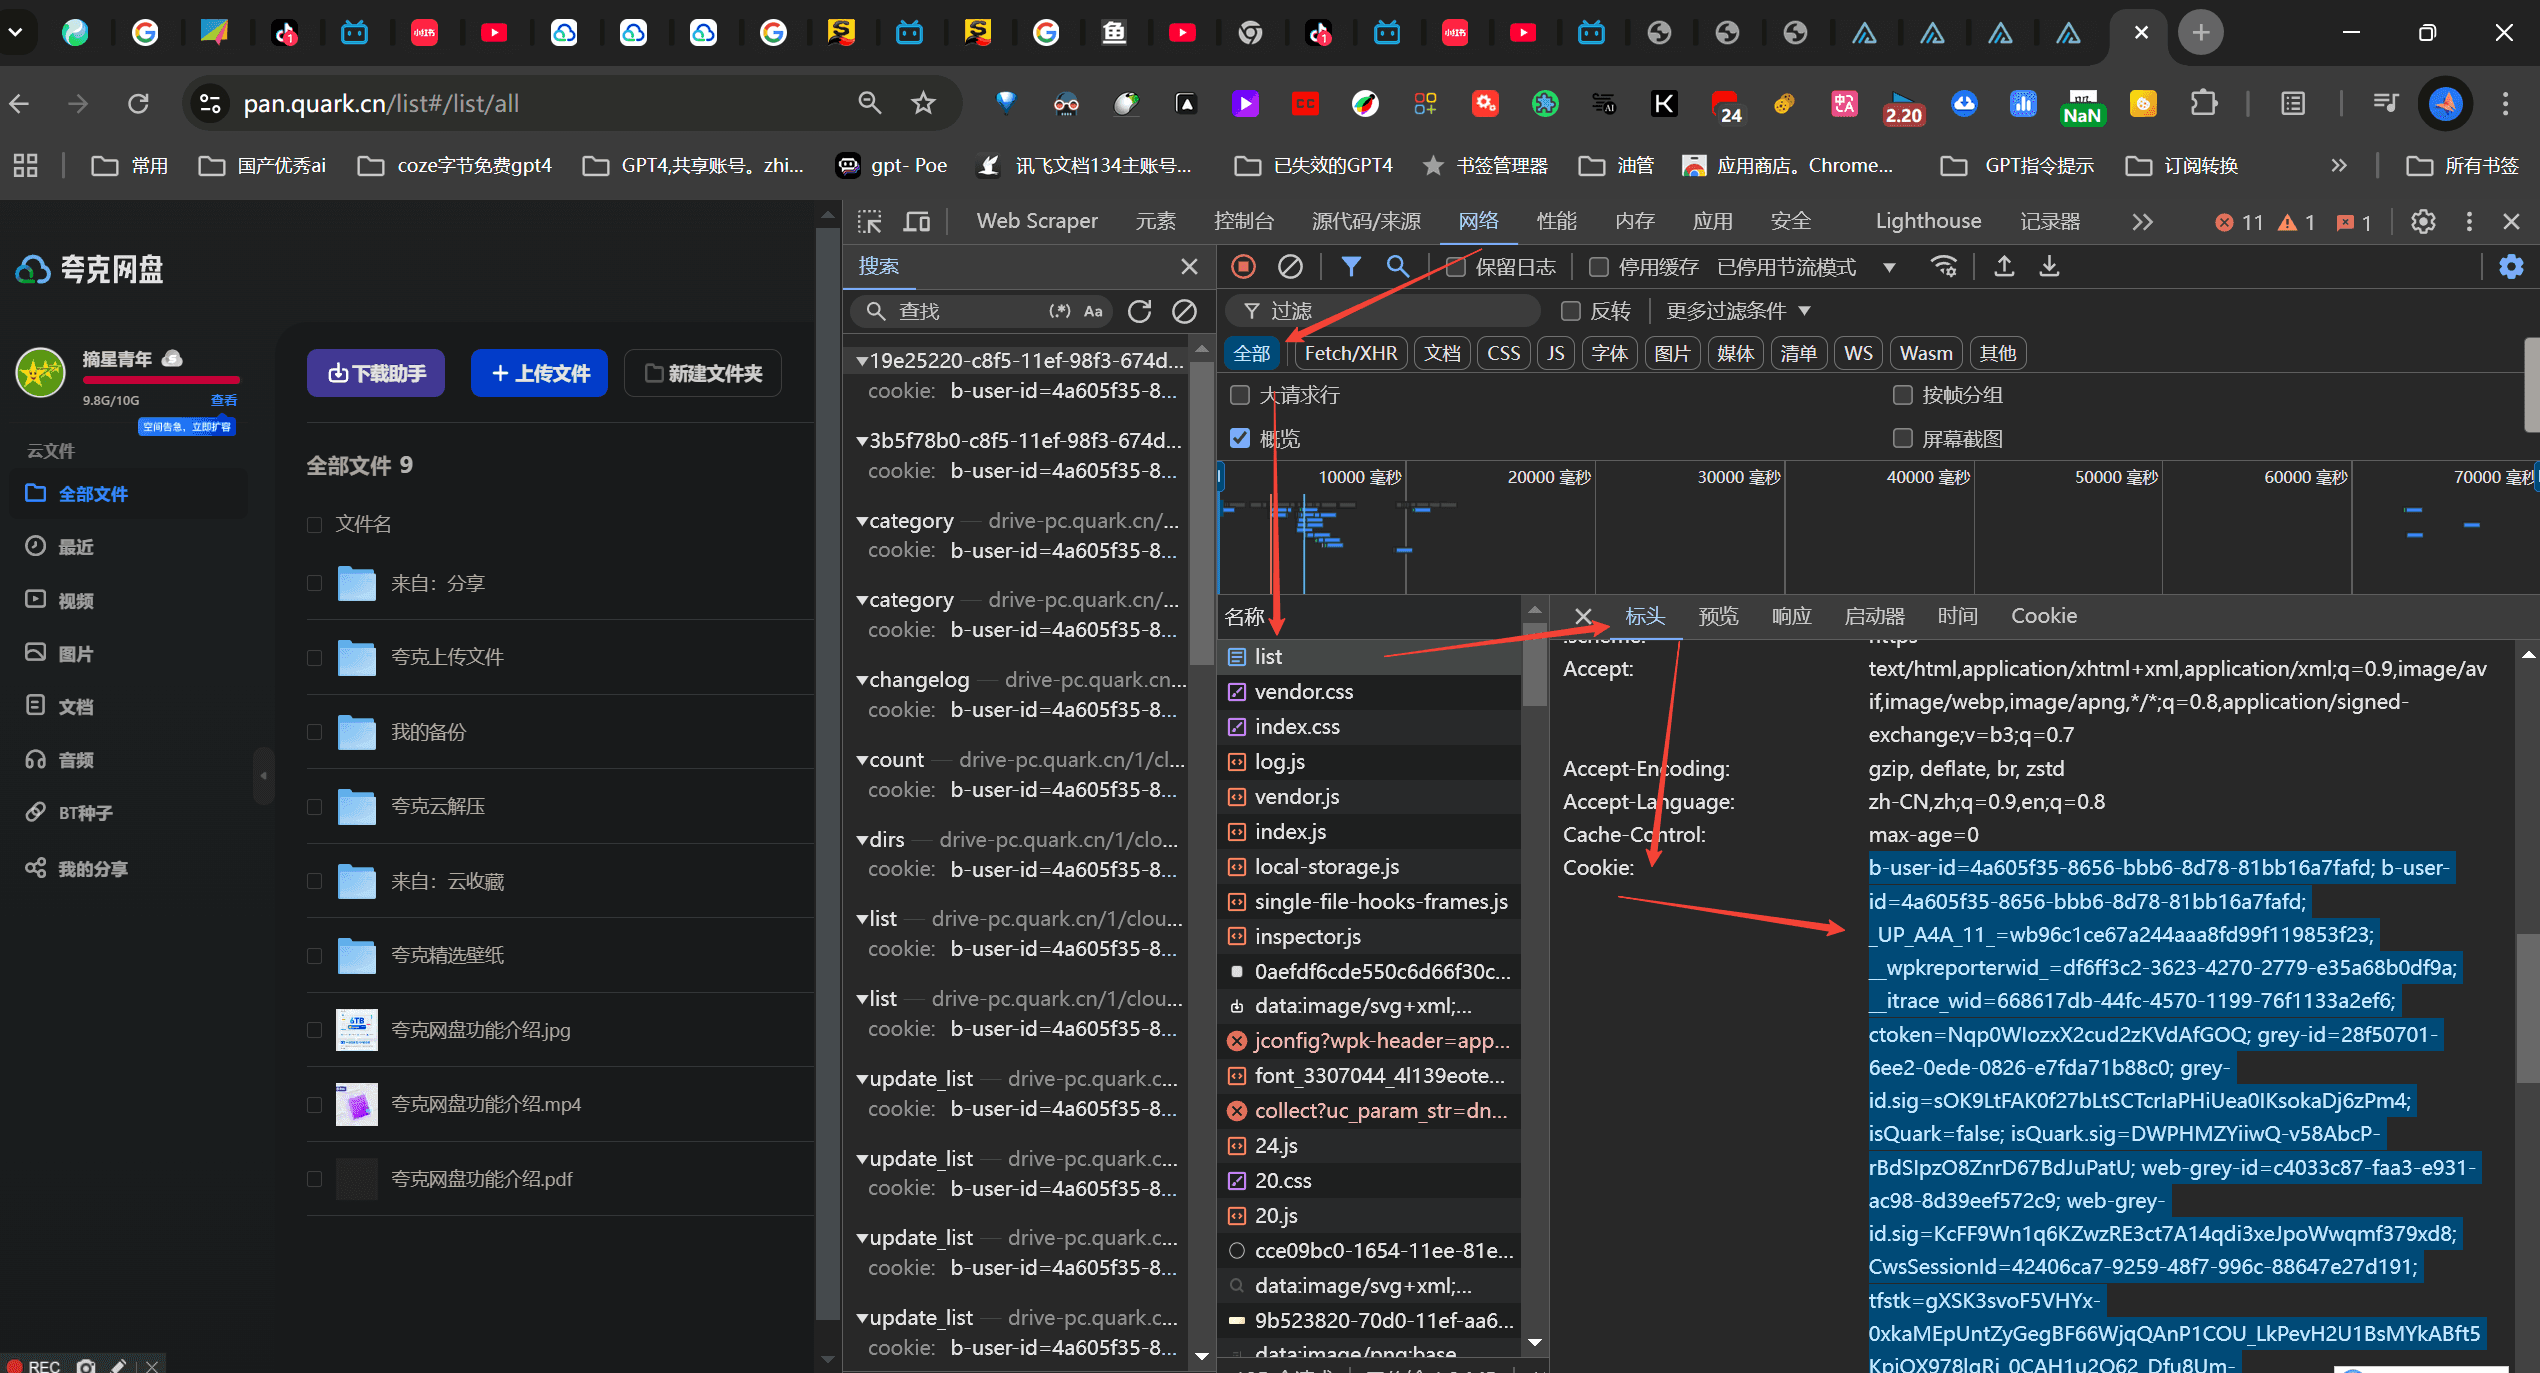 pan.quark.cn/list#/list/all
24
2.20
NaN
常用
国产优秀ai
coze字节免费gpt4
GPT4,共享账号。zhi...
gpt- Poe
讯飞文档134主账号...
已失效的GPT4
书签管理器
油管
应用商店。Chrome...
GPT指令提示
订阅转换
所有书签
夸克网盘
摘星青年
9.8G/10G
查看
空间告急，立即扩容
云文件
全部文件
最近
视频
图片
文档
音频
BT种子
我的分享
下载助手
+ 上传文件
新建文件夹
全部文件 9
文件名
来自：分享
夸克上传文件
我的备份
夸克云解压
来自：云收藏
夸克精选壁纸
夸克网盘功能介绍.jpg
夸克网盘功能介绍.mp4
夸克网盘功能介绍.pdf
REC
Web Scraper
元素
控制台
源代码/来源
网络
性能
内存
应用
安全
Lighthouse
记录器
11
1
1
搜索
查找
(.*)
Aa
19e25220-c8f5-11ef-98f3-674d...
cookie: b-user-id=4a605f35-8...
3b5f78b0-c8f5-11ef-98f3-674d...
cookie: b-user-id=4a605f35-8...
category — drive-pc.quark.cn/...
cookie: b-user-id=4a605f35-8...
category — drive-pc.quark.cn/...
cookie: b-user-id=4a605f35-8...
changelog — drive-pc.quark.cn...
cookie: b-user-id=4a605f35-8...
count — drive-pc.quark.cn/1/cl...
cookie: b-user-id=4a605f35-8...
dirs — drive-pc.quark.cn/1/clo...
cookie: b-user-id=4a605f35-8...
list — drive-pc.quark.cn/1/clou...
cookie: b-user-id=4a605f35-8...
list — drive-pc.quark.cn/1/clou...
cookie: b-user-id=4a605f35-8...
update_list — drive-pc.quark.c...
cookie: b-user-id=4a605f35-8...
update_list — drive-pc.quark.c...
cookie: b-user-id=4a605f35-8...
update_list — drive-pc.quark.c...
cookie: b-user-id=4a605f35-8...
update_list — drive-pc.quark.c...
cookie: b-user-id=4a605f35-8...
保留日志
停用缓存
已停用节流模式
过滤
反转
更多过滤条件
全部
Fetch/XHR
文档
CSS
JS
字体
图片
媒体
清单
WS
Wasm
其他
大请求行
按帧分组
概览
屏幕截图
10000 毫秒
20000 毫秒
30000 毫秒
40000 毫秒
50000 毫秒
60000 毫秒
70000 毫秒
名称
list
vendor.css
index.css
log.js
vendor.js
index.js
local-storage.js
single-file-hooks-frames.js
inspector.js
0aefdf6cde550c6d66f30c...
data:image/svg+xml;...
jconfig?wpk-header=app...
font_3307044_4l139eote...
collect?uc_param_str=dn...
24.js
20.css
20.js
cce09bc0-1654-11ee-81e...
data:image/svg+xml;...
9b523820-70d0-11ef-aa6...
data:image/png;base...
标头
预览
响应
启动器
时间
Cookie
:scheme: https
Accept: text/html,application/xhtml+xml,application/xml;q=0.9,image/av
if,image/webp,image/apng,*/*;q=0.8,application/signed-
exchange;v=b3;q=0.7
Accept-Encoding: gzip, deflate, br, zstd
Accept-Language: zh-CN,zh;q=0.9,en;q=0.8
Cache-Control: max-age=0
Cookie: b-user-id=4a605f35-8656-bbb6-8d78-81bb16a7fafd; b-user-
id=4a605f35-8656-bbb6-8d78-81bb16a7fafd;
_UP_A4A_11_=wb96c1ce67a244aaa8fd99f119853f23;
__wpkreporterwid_=df6ff3c2-3623-4270-2779-e35a68b0df9a;
__itrace_wid=668617db-44fc-4570-1199-76f1133a2ef6;
ctoken=Nqp0WIozxX2cud2zKVdAfGOQ; grey-id=28f50701-
6ee2-0ede-0826-e7fda71b88c0; grey-
id.sig=sOK9LtFAK0f27bLtSCTcrIaPHiUea0IKsokaDj6zPm4;
isQuark=false; isQuark.sig=DWPHMZYiiwQ-v58AbcP-
rBdSIpzO8ZnrD67BdJuPatU; web-grey-id=c4033c87-faa3-e931-
ac98-8d39eef572c9; web-grey-
id.sig=KcFF9Wn1q6KZwzRE3ct7A14qdi3xeJpoWwqmf379xd8;
CwsSessionId=42406ca7-9259-48f7-996c-88647e27d191;
tfstk=gXSK3svoF5VHYx-
0xkaMEpUntZyGegBF66WjqQAnP1COU_LkPevH2U1BsMYkABft5